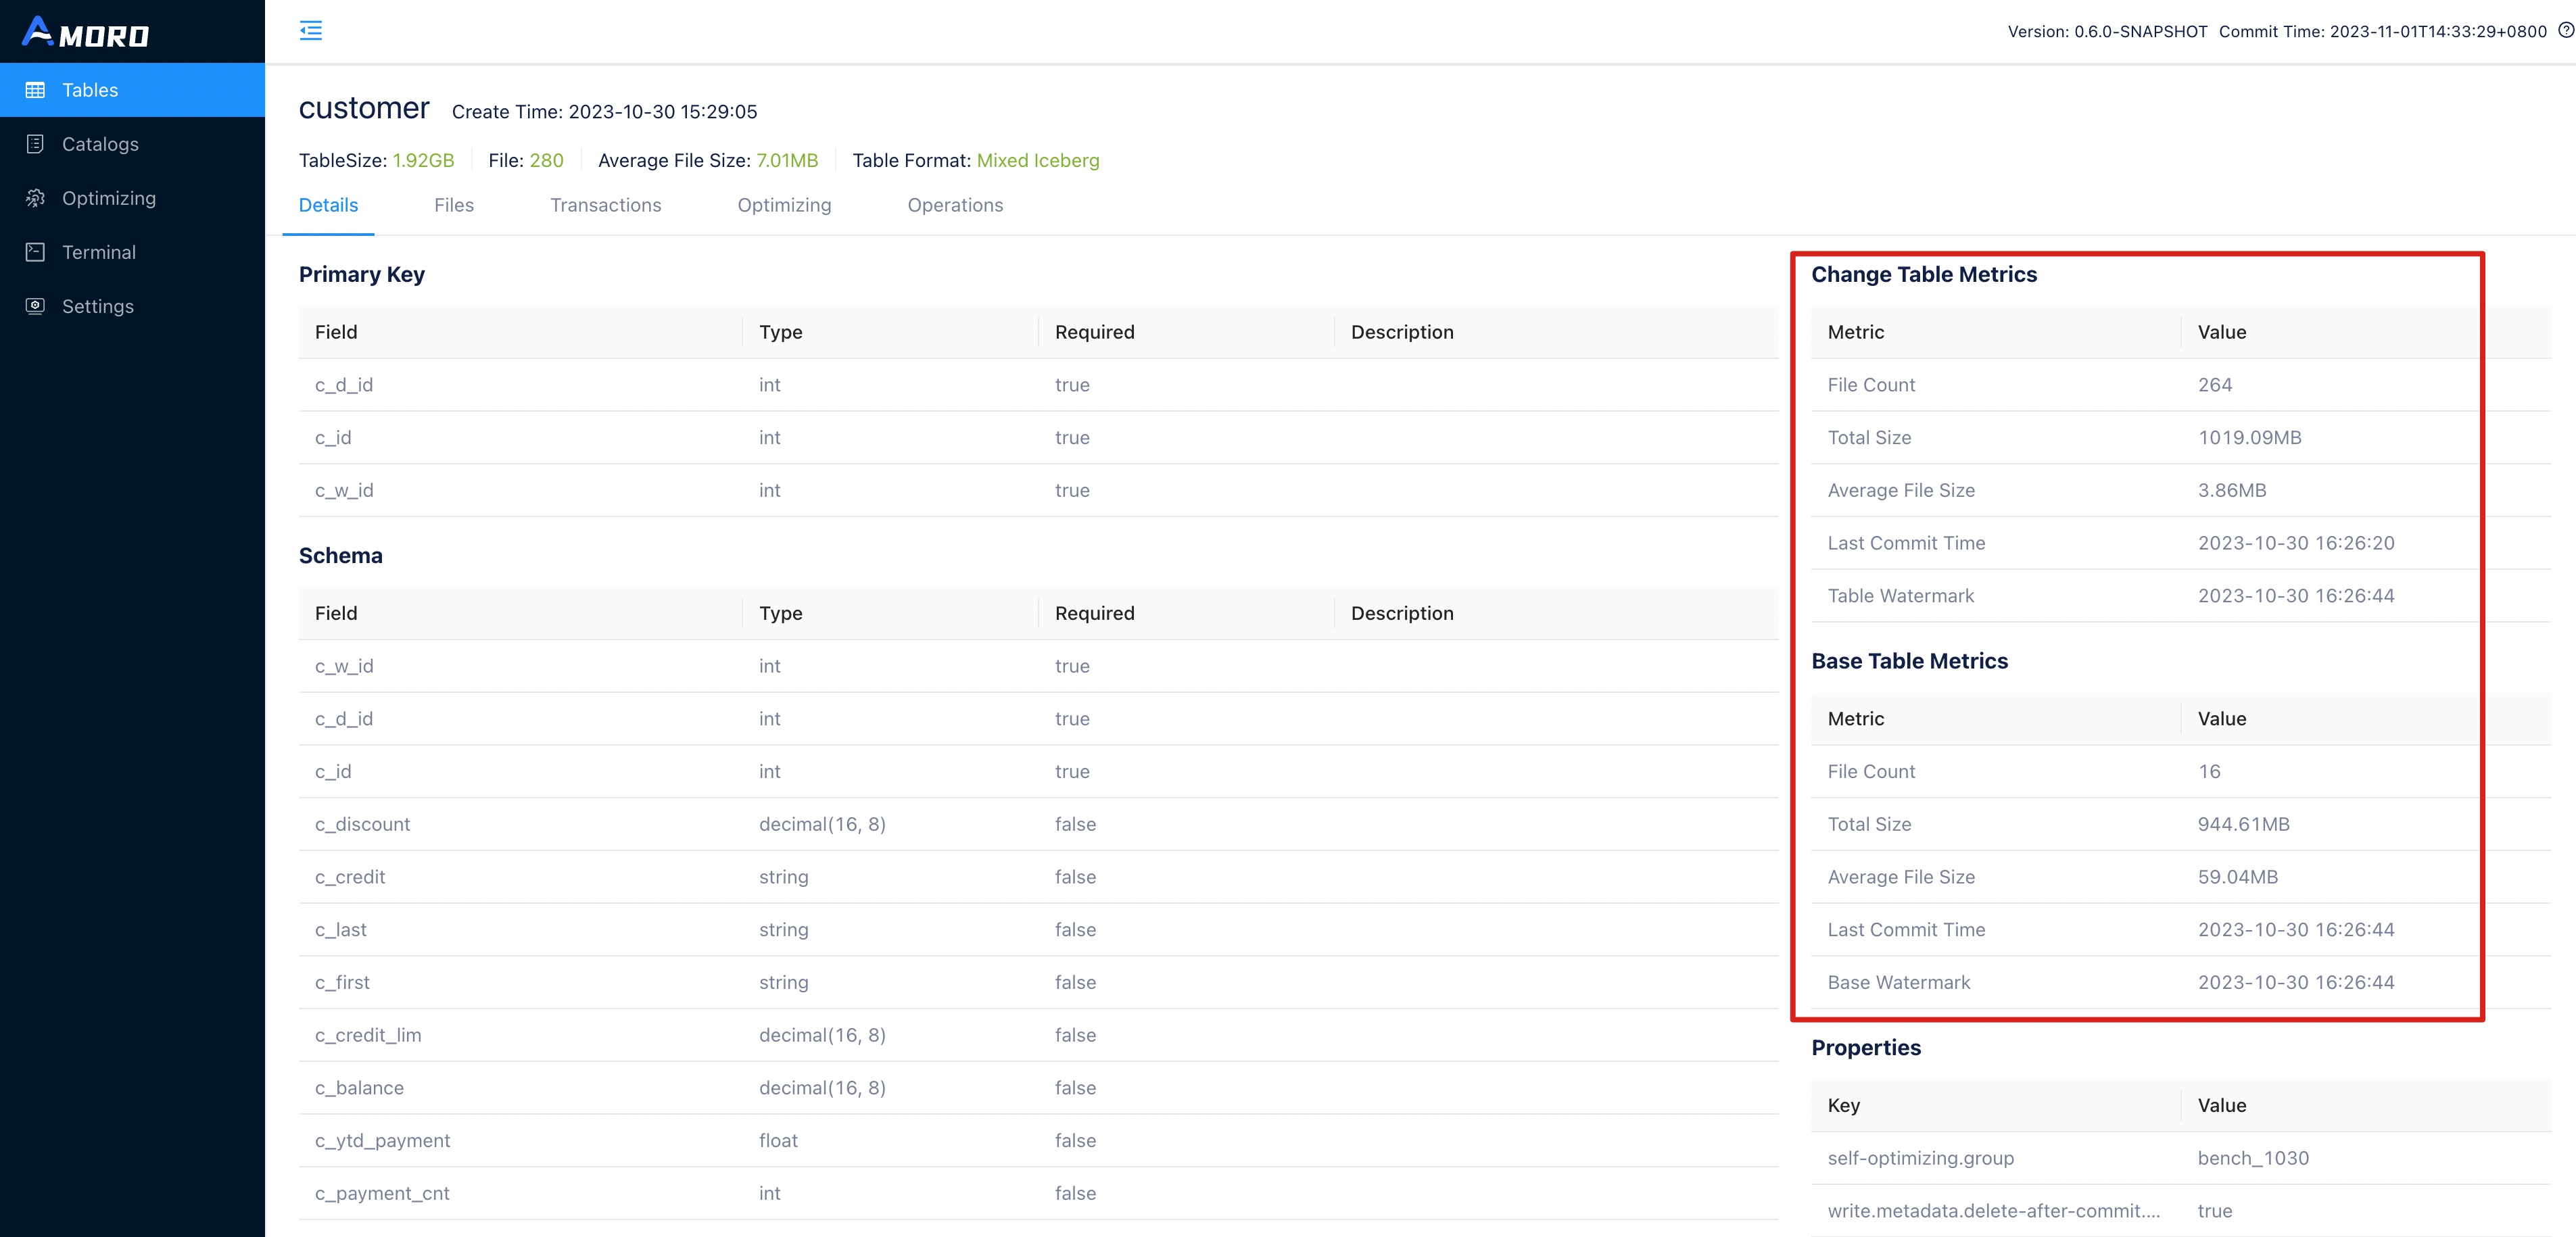 AMORO
Tables
Catalogs
Optimizing
Terminal
Settings
Version: 0.6.0-SNAPSHOT Commit Time: 2023-11-01T14:33:29+0800
customer Create Time: 2023-10-30 15:29:05
TableSize: 1.92GB File: 280 Average File Size: 7.01MB Table Format: Mixed Iceberg
Details Files Transactions Optimizing Operations
Primary Key
Field Type Required Description
c_d_id int true
c_id int true
c_w_id int true
Schema
Field Type Required Description
c_w_id int true
c_d_id int true
c_id int true
c_discount decimal(16, 8) false
c_credit string false
c_last string false
c_first string false
c_credit_lim decimal(16, 8) false
c_balance decimal(16, 8) false
c_ytd_payment float false
c_payment_cnt int false
Change Table Metrics
Metric Value
File Count 264
Total Size 1019.09MB
Average File Size 3.86MB
Last Commit Time 2023-10-30 16:26:20
Table Watermark 2023-10-30 16:26:44
Base Table Metrics
Metric Value
File Count 16
Total Size 944.61MB
Average File Size 59.04MB
Last Commit Time 2023-10-30 16:26:44
Base Watermark 2023-10-30 16:26:44
Properties
Key Value
self-optimizing.group bench_1030
write.metadata.delete-after-commit.... true